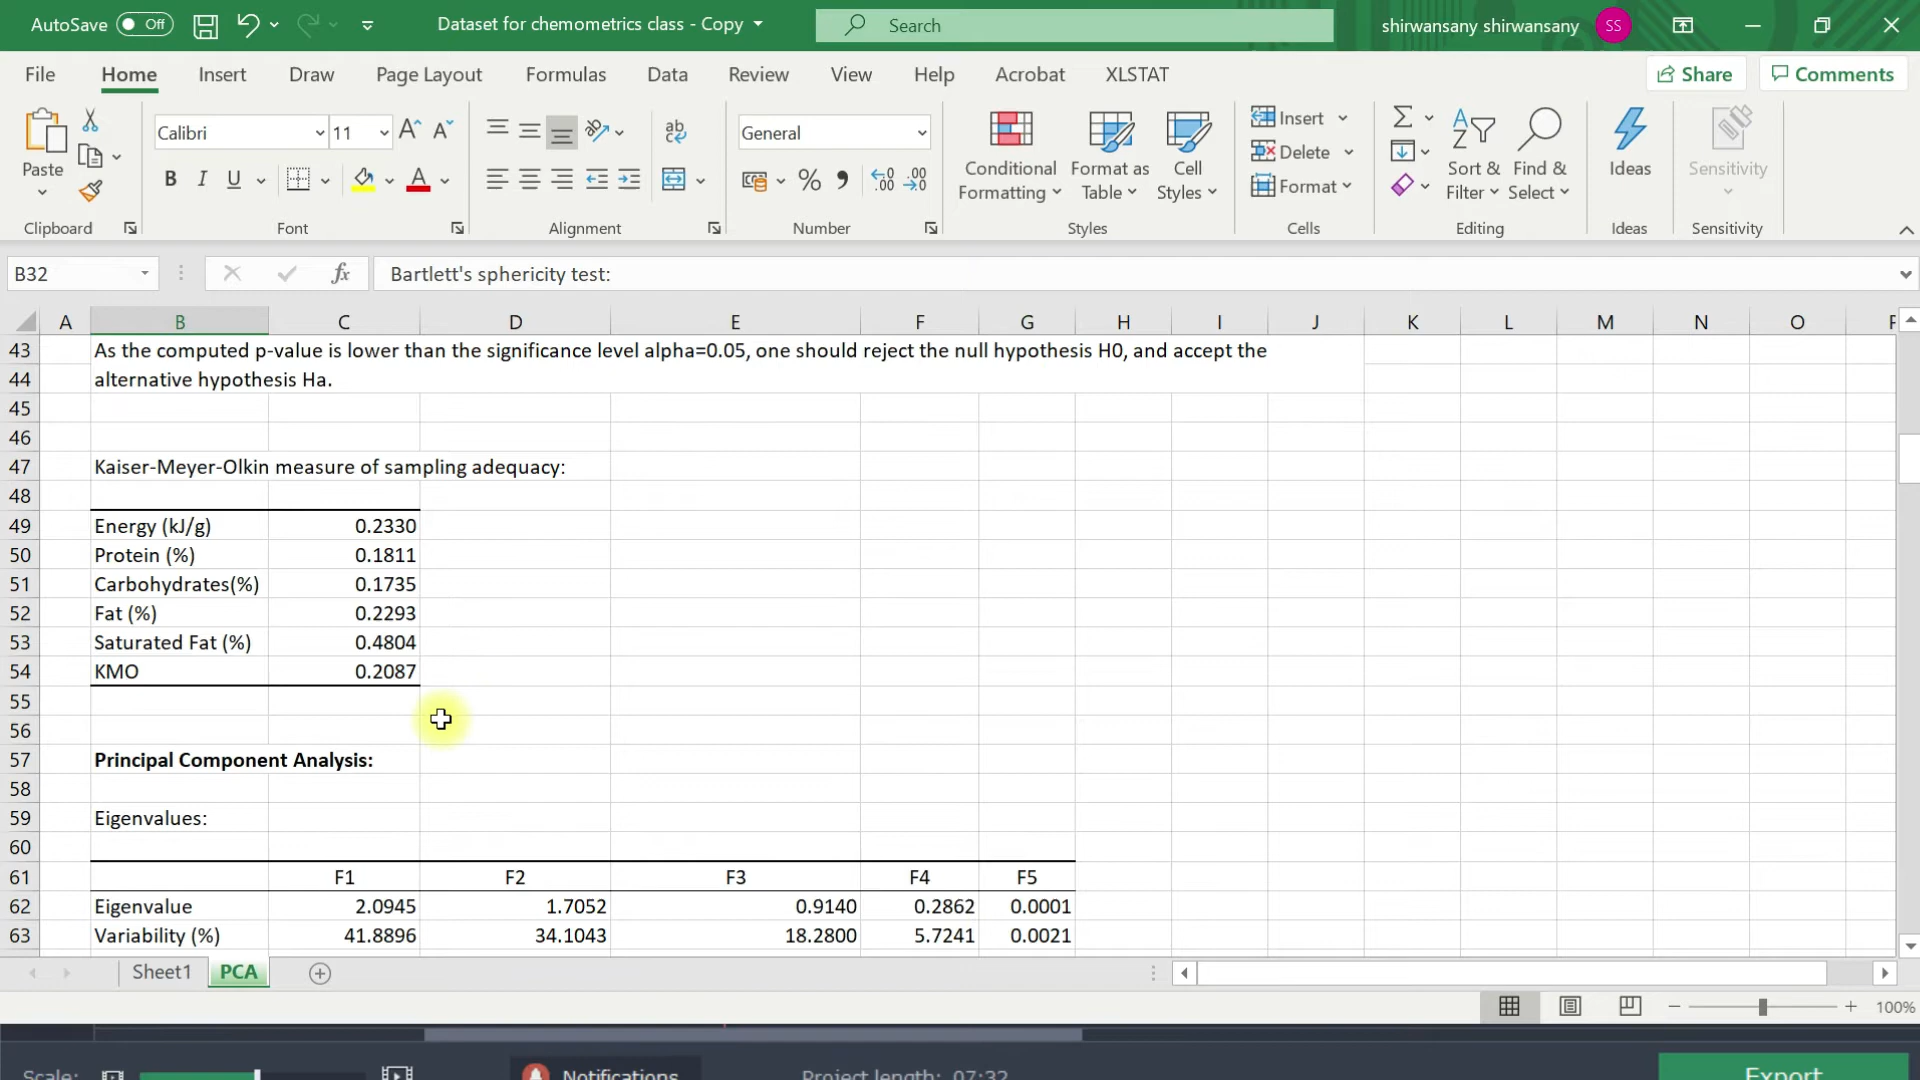 AutoSave Off Dataset for chemometrics class - Copy Search shirwansany shirwansany SS
File Home Insert Draw Page Layout Formulas Data Review View Help Acrobat XLSTAT Share Comments
Calibri 11 General
Paste
B I U
Conditional Formatting
Format as Table
Cell Styles
Insert
Delete
Format
Sort & Filter
Find & Select
Ideas
Sensitivity
Clipboard Font Alignment Number Styles Cells Editing Ideas Sensitivity
B32 fx Bartlett's sphericity test:
A B C D E F G H I J K L M N O
43 As the computed p-value is lower than the significance level alpha=0.05, one should reject the null hypothesis H0, and accept the
44 alternative hypothesis Ha.
45
46
47 Kaiser-Meyer-Olkin measure of sampling adequacy:
48
49 Energy (kJ/g) 0.2330
50 Protein (%) 0.1811
51 Carbohydrates(%) 0.1735
52 Fat (%) 0.2293
53 Saturated Fat (%) 0.4804
54 KMO 0.2087
55
56
57 Principal Component Analysis:
58
59 Eigenvalues:
60
61 F1 F2 F3 F4 F5
62 Eigenvalue 2.0945 1.7052 0.9140 0.2862 0.0001
63 Variability (%) 41.8896 34.1043 18.2800 5.7241 0.0021
Sheet1 PCA
100%
Scale: Notifications Project length: 07:32 Export